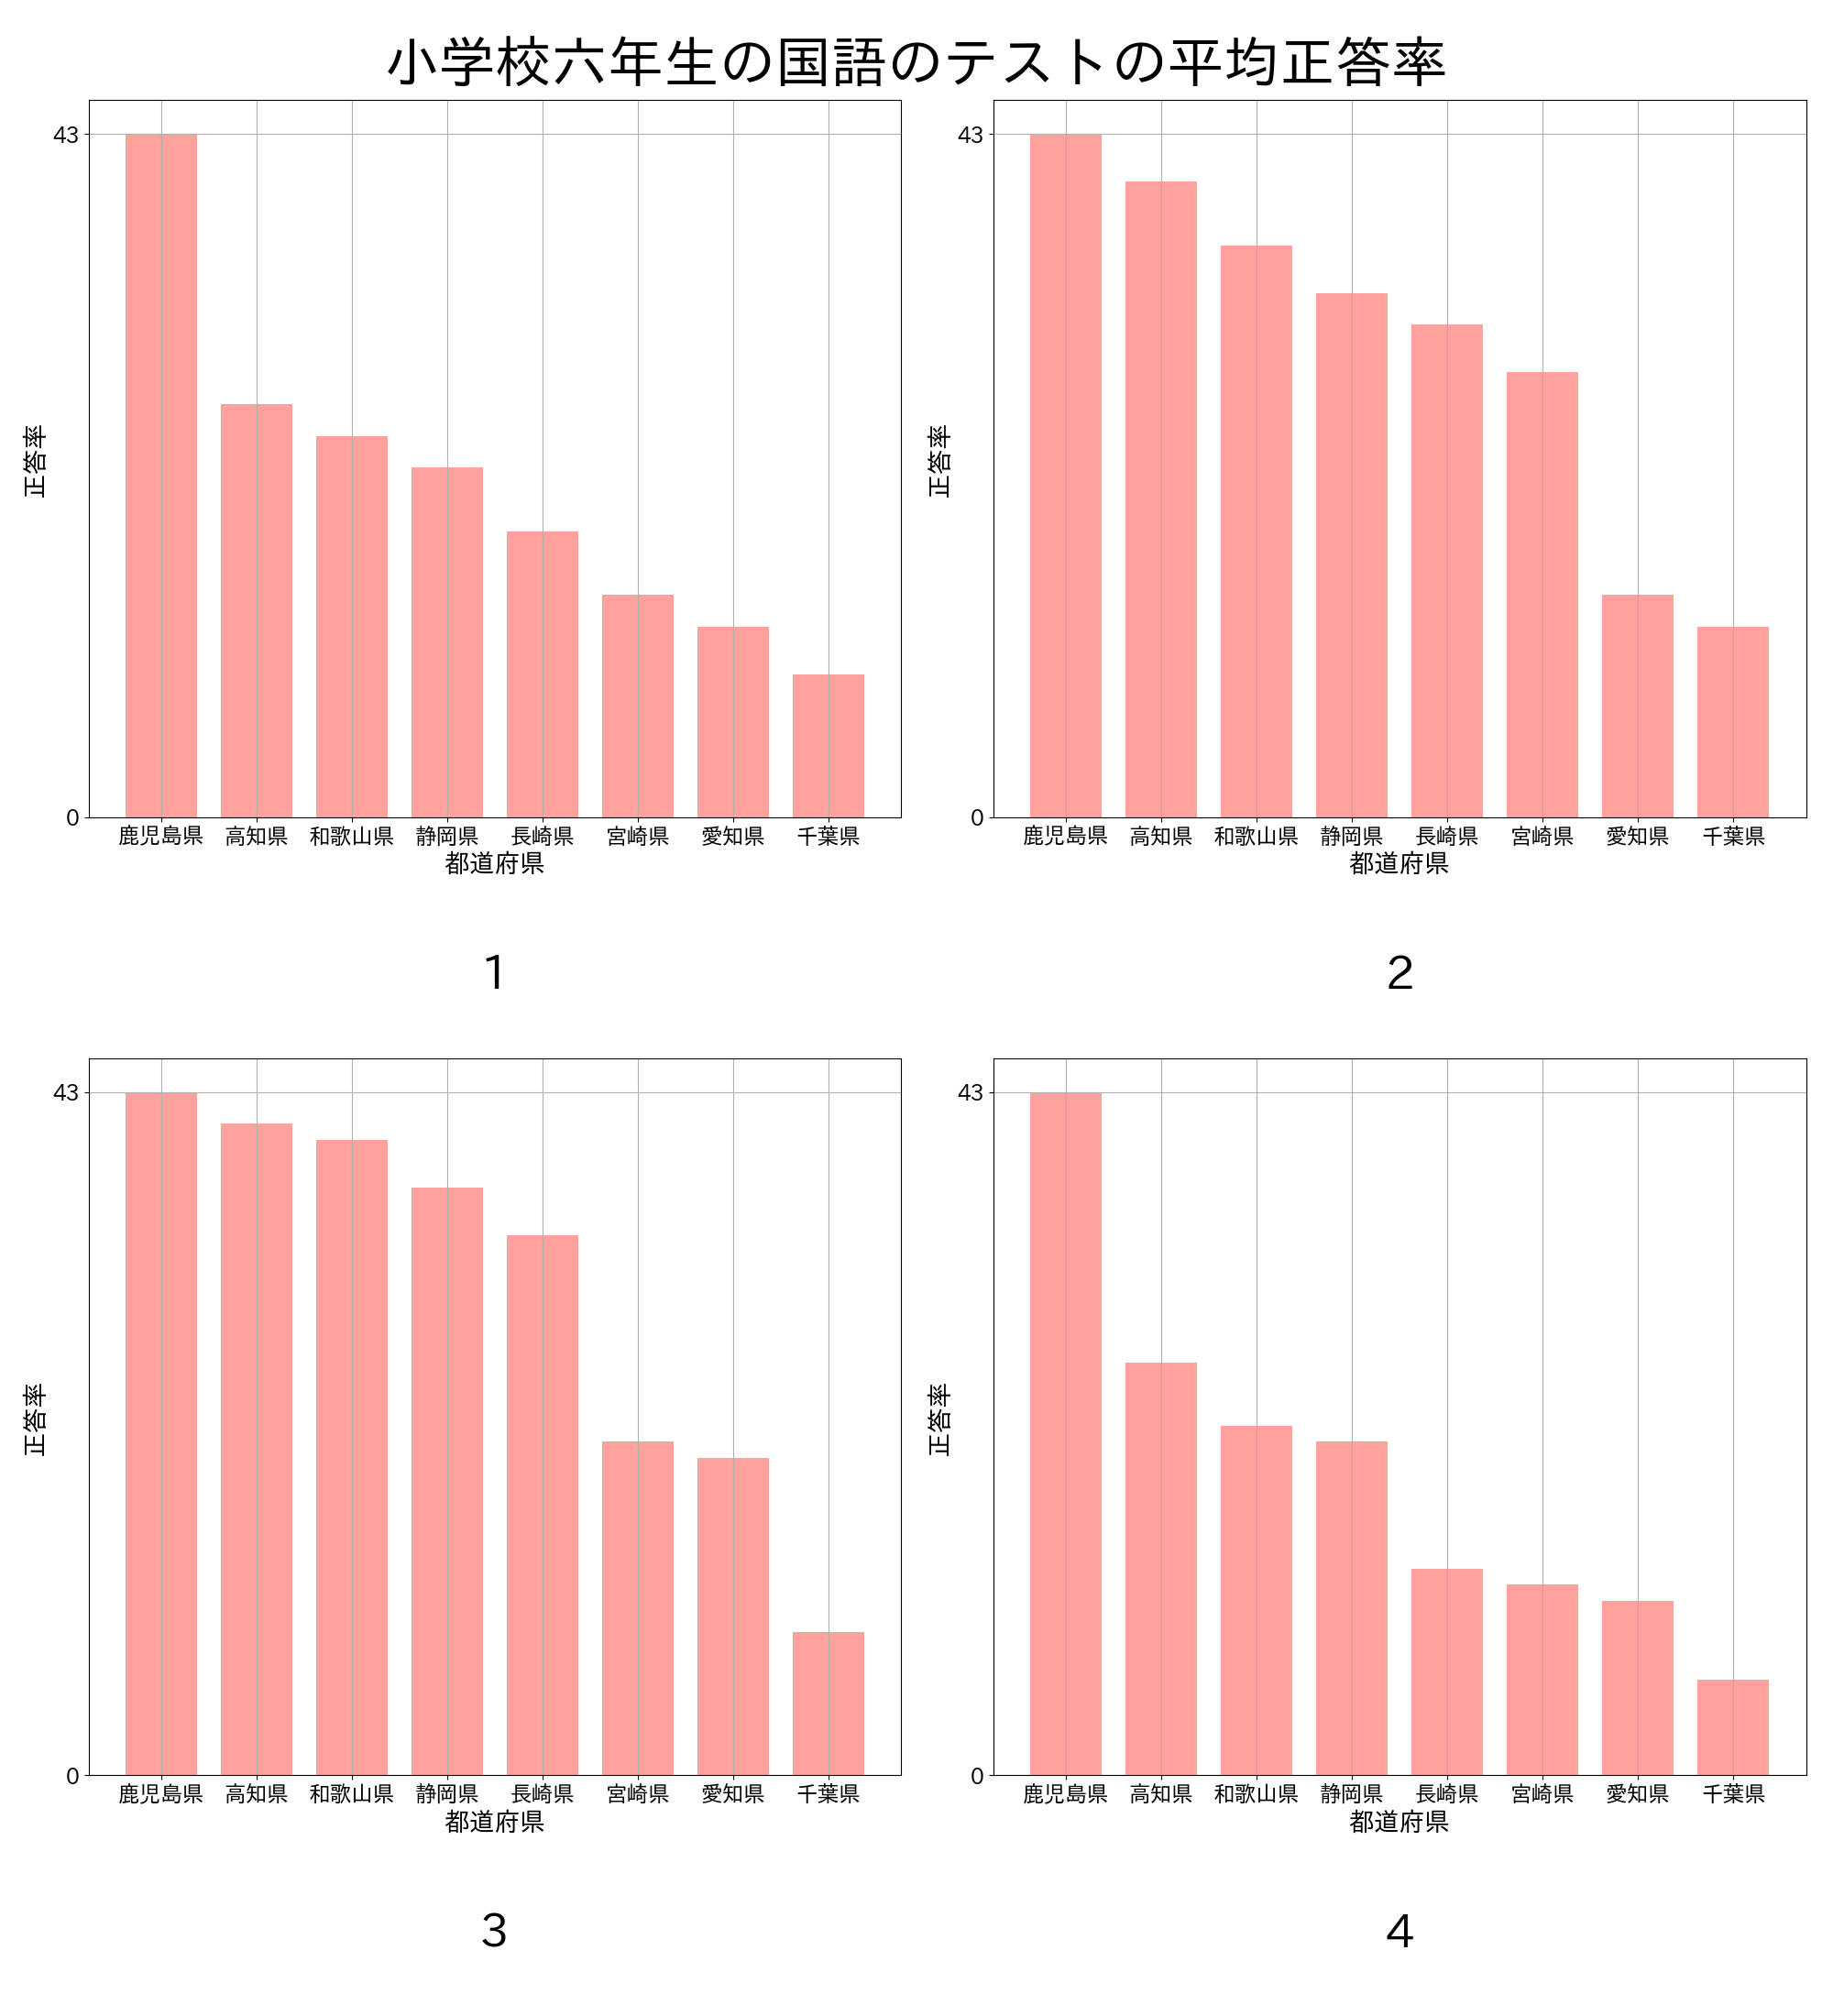 小学校六年生の国語のテストの平均正答率
43
0
正答率
鹿児島県 高知県 和歌山県 静岡県 長崎県 宮崎県 愛知県 千葉県
都道府県
1
43
0
正答率
鹿児島県 高知県 和歌山県 静岡県 長崎県 宮崎県 愛知県 千葉県
都道府県
2
43
0
正答率
鹿児島県 高知県 和歌山県 静岡県 長崎県 宮崎県 愛知県 千葉県
都道府県
3
43
0
正答率
鹿児島県 高知県 和歌山県 静岡県 長崎県 宮崎県 愛知県 千葉県
都道府県
4